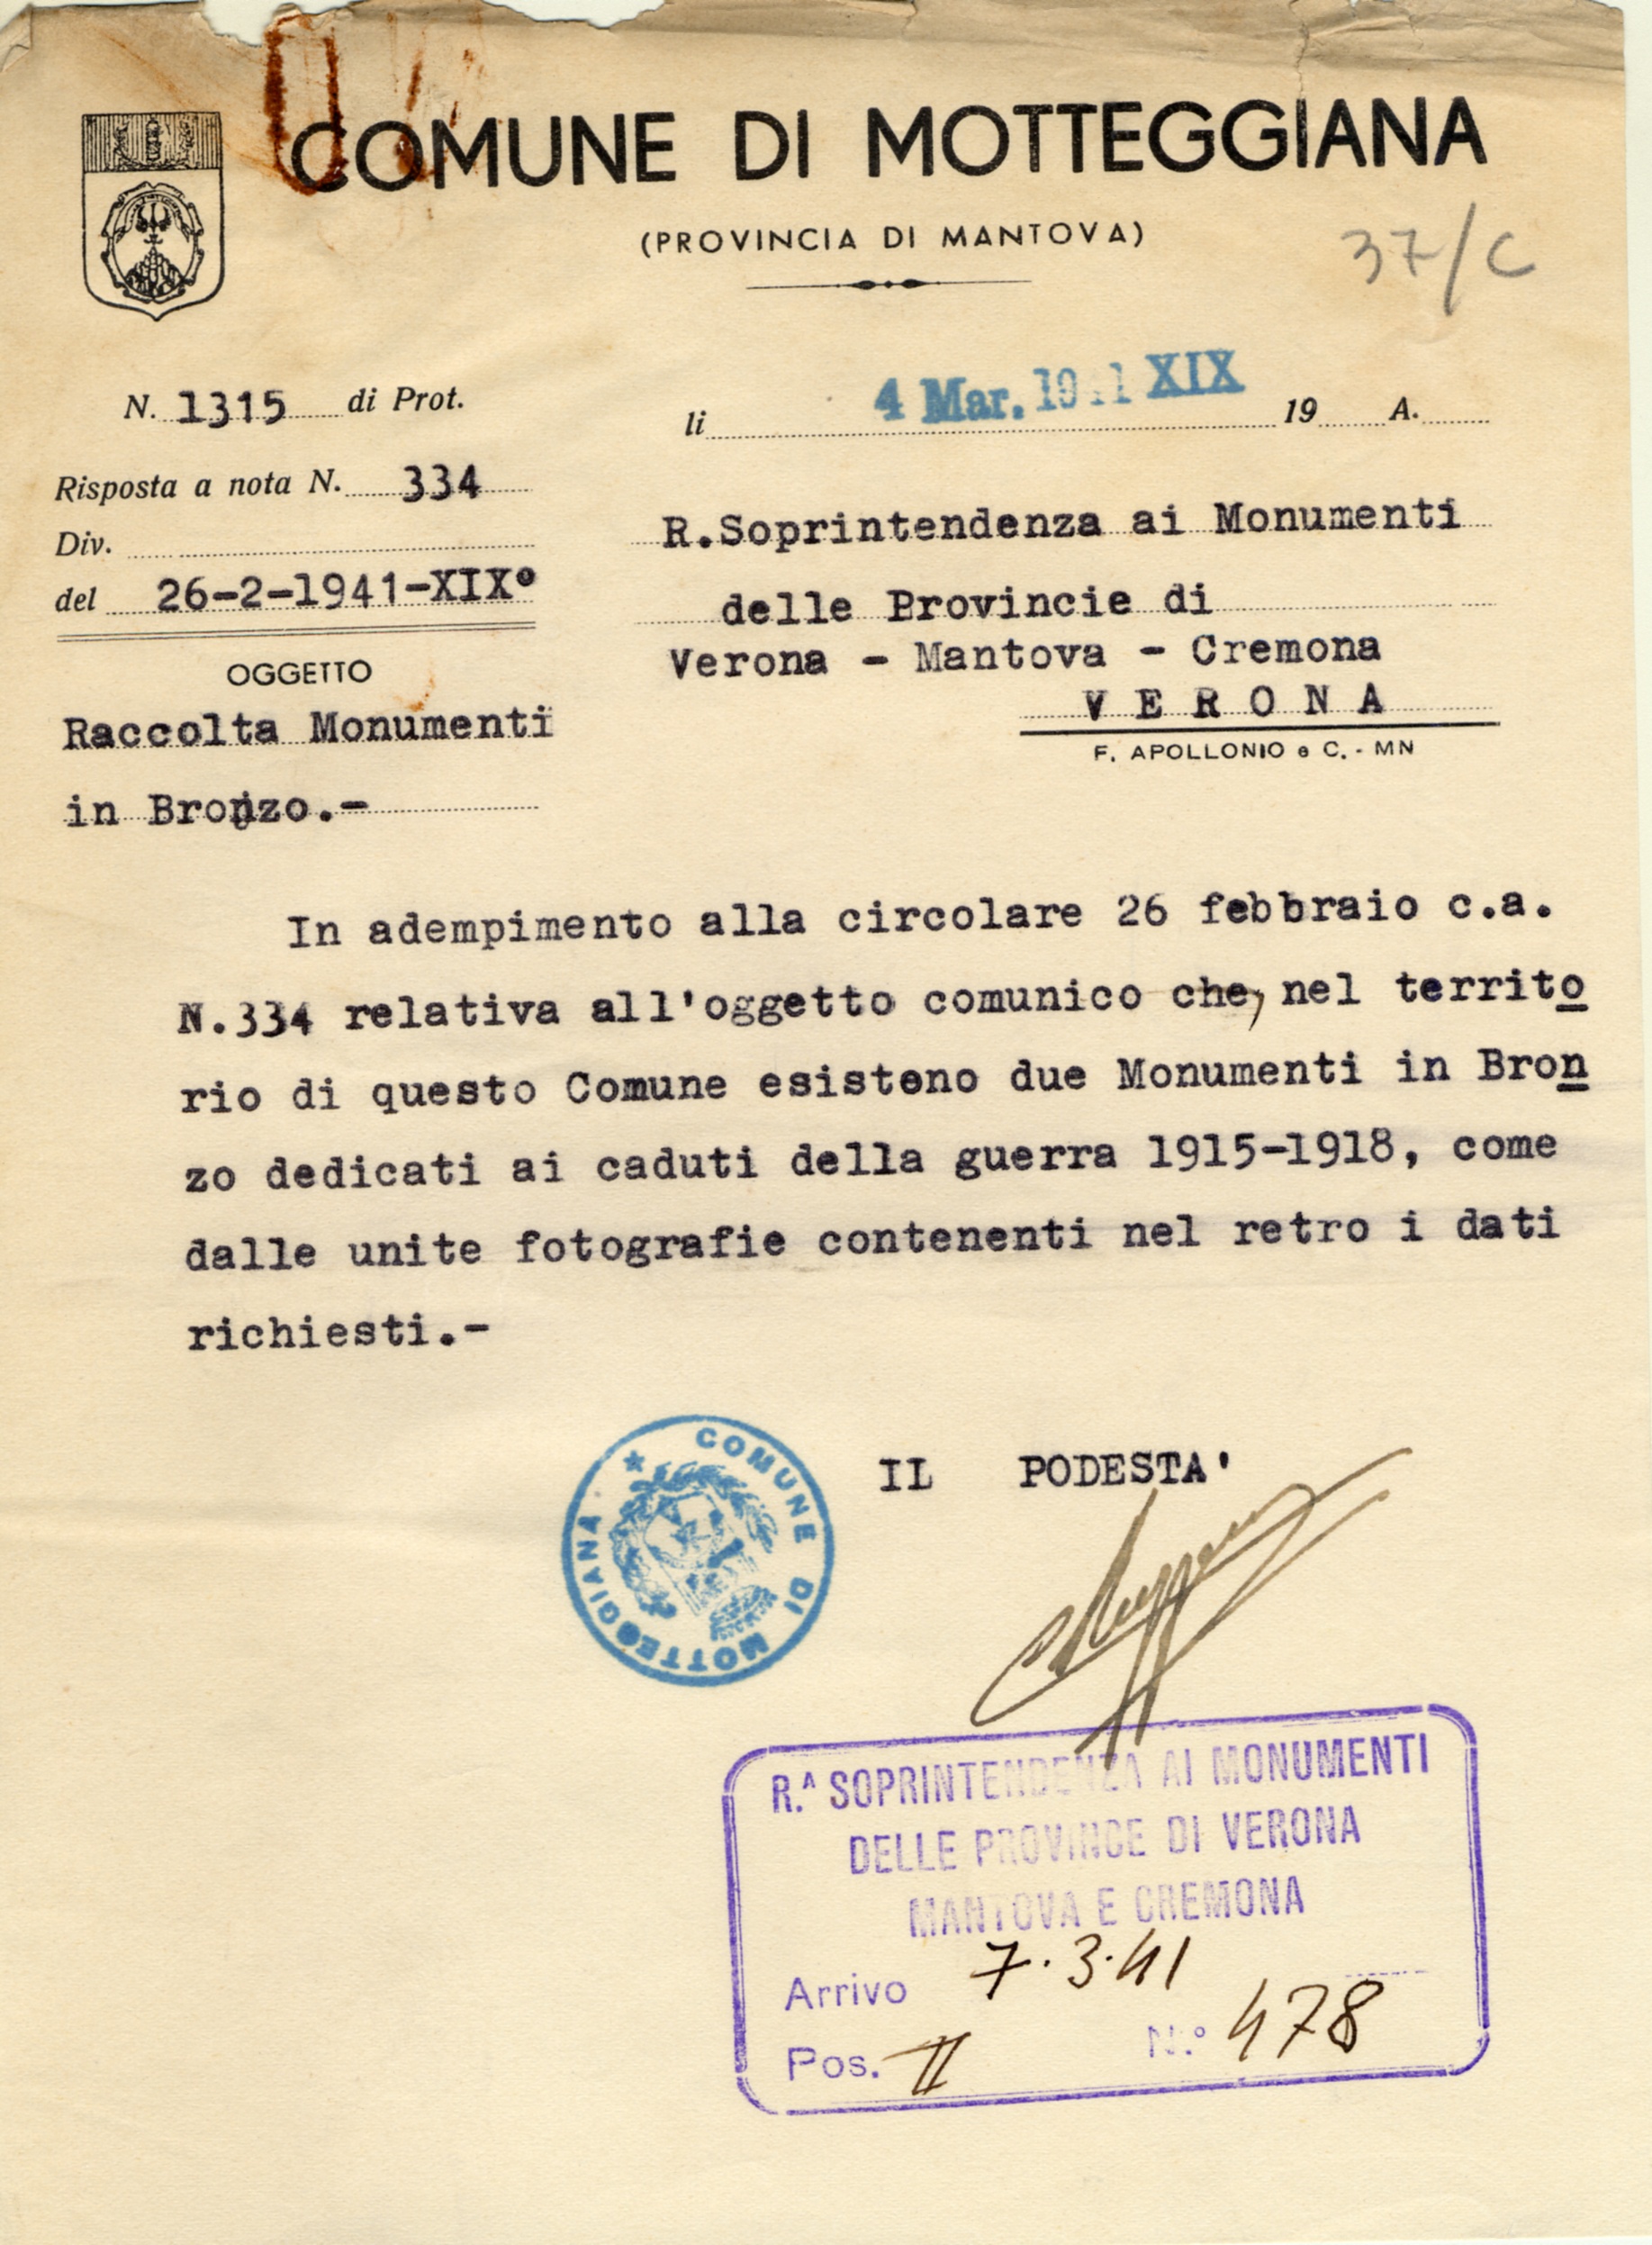 COMUNE DI MOTTEGGIANA
(PROVINCIA DI MANTOVA)
37/C
N. 1315 di Prot.
li 4 Mar. 1941 XIX 19 A.
Risposta a nota N. 334
Div.
del 26-2-1941-XIX°
OGGETTO
Raccolta Monumenti
in Bronzo.-
R.Soprintendenza ai Monumenti
delle Provincie di
Verona - Mantova - Cremona
V E R O N A
F. APOLLONIO e C. - MN
In adempimento alla circolare 26 febbraio c.a.
N.334 relativa all'oggetto comunico che, nel territo
rio di questo Comune esisteno due Monumenti in Bron
zo dedicati ai caduti della guerra 1915-1918, come
dalle unite fotografie contenenti nel retro i dati
richiesti.-
IL PODESTA'
COMUNE DI MOTTEGGIANA
R.A SOPRINTENDENZA AI MONUMENTI
DELLE PROVINCE DI VERONA
MANTOVA E CREMONA
Arrivo 7.3.41
Pos. II N.° 478